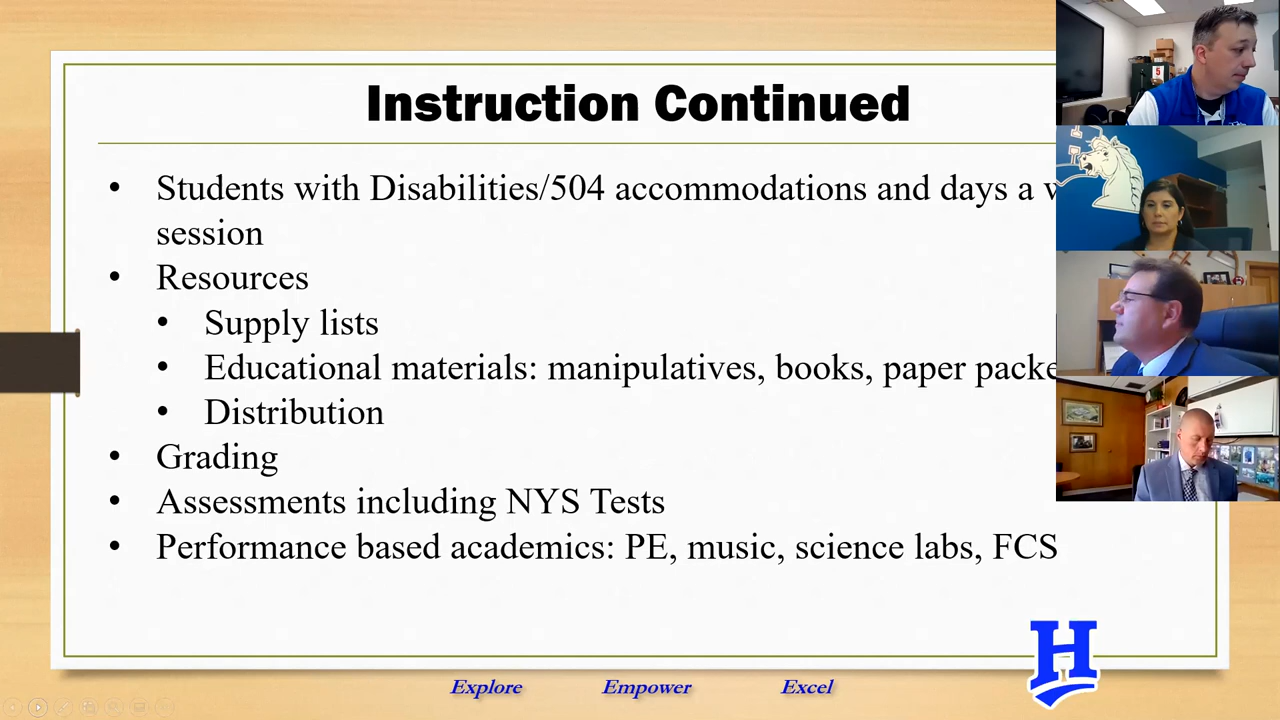 Instruction Continued
• Students with Disabilities/504 accommodations and days a
session
• Resources
• Supply lists
• Educational materials: manipulatives, books, paper
• Distribution
• Grading
• Assessments including NYS Tests
• Performance based academics: PE, music, science labs, FCS
H
Explore Empower Excel
5